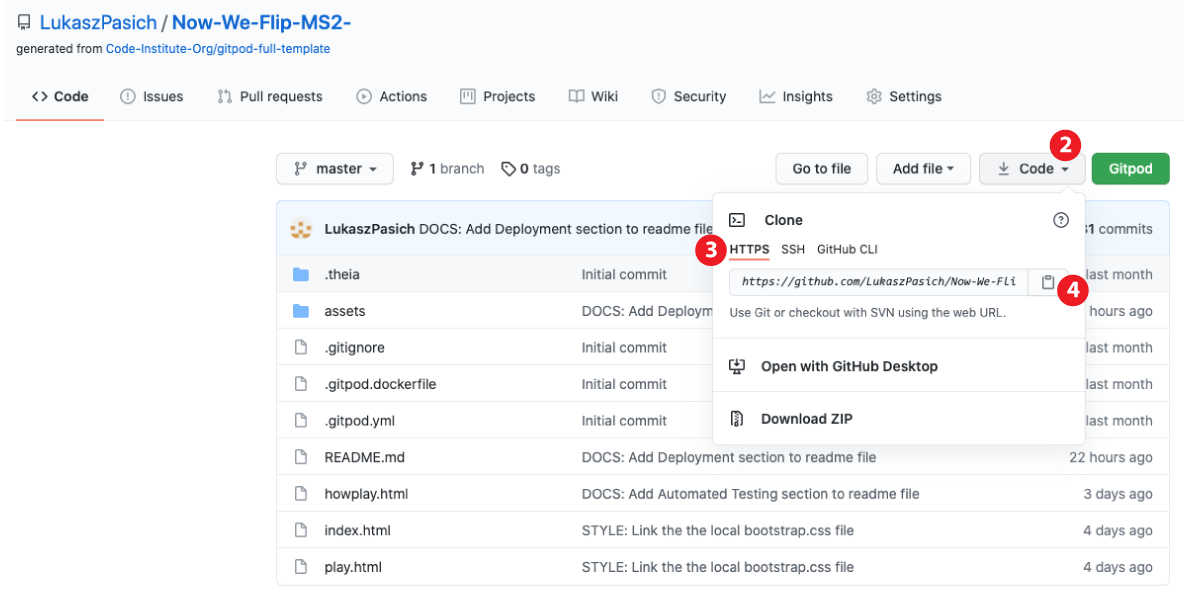 LukaszPasich / Now-We-Flip-MS2-
generated from Code-Institute-Org/gitpod-full-template
Code Issues Pull requests Actions Projects Wiki Security Insights Settings
2
master 1 branch 0 tags Go to file Add file Code Gitpod
LukaszPasich DOCS: Add Deployment section to readme file 31 commits
Clone
3 HTTPS SSH GitHub CLI
https://github.com/LukaszPasich/Now-We-Fli 4
Use Git or checkout with SVN using the web URL.
Open with GitHub Desktop
Download ZIP
.theia Initial commit last month
assets DOCS: Add Deploym hours ago
.gitignore Initial commit last month
.gitpod.dockerfile Initial commit last month
.gitpod.yml Initial commit last month
README.md DOCS: Add Deployment section to readme file 22 hours ago
howplay.html DOCS: Add Automated Testing section to readme file 3 days ago
index.html STYLE: Link the the local bootstrap.css file 4 days ago
play.html STYLE: Link the the local bootstrap.css file 4 days ago